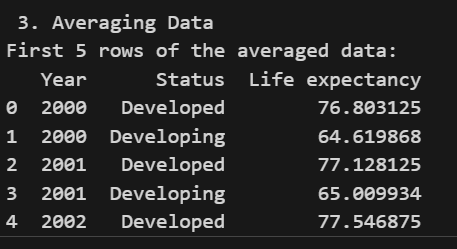 3. Averaging Data
First 5 rows of the averaged data:
Year Status Life expectancy
0 2000 Developed 76.803125
1 2000 Developing 64.619868
2 2001 Developed 77.128125
3 2001 Developing 65.009934
4 2002 Developed 77.546875